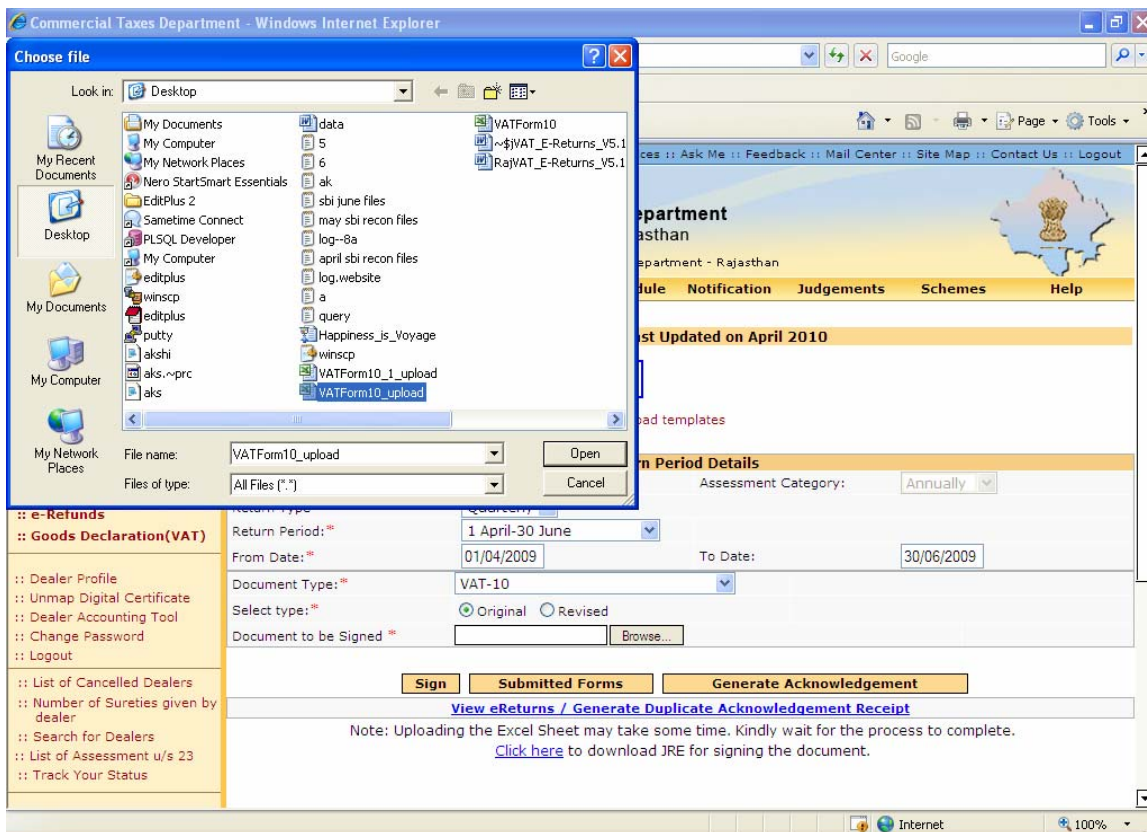 Commercial Taxes Department - Windows Internet Explorer
Choose file
Look in: Desktop
My Recent Documents
Desktop
My Documents
My Computer
My Network Places
My Documents
My Computer
My Network Places
Nero StartSmart Essentials
EditPlus 2
Sametime Connect
PLSQL Developer
My Computer
editplus
winscp
editplus
putty
akshi
aks.~prc
aks
data
5
6
ak
sbi june files
may sbi recon files
log--8a
april sbi recon files
log.website
a
query
Happiness_is_Voyage
winscp
VATForm10_1_upload
VATForm10_upload
VATForm10
~$jVAT_E-Returns_V5.1
RajVAT_E-Returns_V5.1
File name: VATForm10_upload Open
Files of type: All Files (*.*) Cancel
Google
Page Tools
ces :: Ask Me :: Feedback :: Mail Center :: Site Map :: Contact Us :: Logout
epartment
asthan
epartment - Rajasthan
dule Notification Judgements Schemes Help
st Updated on April 2010
oad templates
rn Period Details
Assessment Category: Annually
Return Type Quarterly
Return Period:* 1 April-30 June
From Date:* 01/04/2009 To Date: 30/06/2009
Document Type:* VAT-10
Select type:* Original Revised
Document to be Signed * Browse...
Sign Submitted Forms Generate Acknowledgement
View eReturns / Generate Duplicate Acknowledgement Receipt
Note: Uploading the Excel Sheet may take some time. Kindly wait for the process to complete.
Click here to download JRE for signing the document.
:: e-Refunds
:: Goods Declaration(VAT)
:: Dealer Profile
:: Unmap Digital Certificate
:: Dealer Accounting Tool
:: Change Password
:: Logout
:: List of Cancelled Dealers
:: Number of Sureties given by dealer
:: Search for Dealers
:: List of Assessment u/s 23
:: Track Your Status
Internet 100%